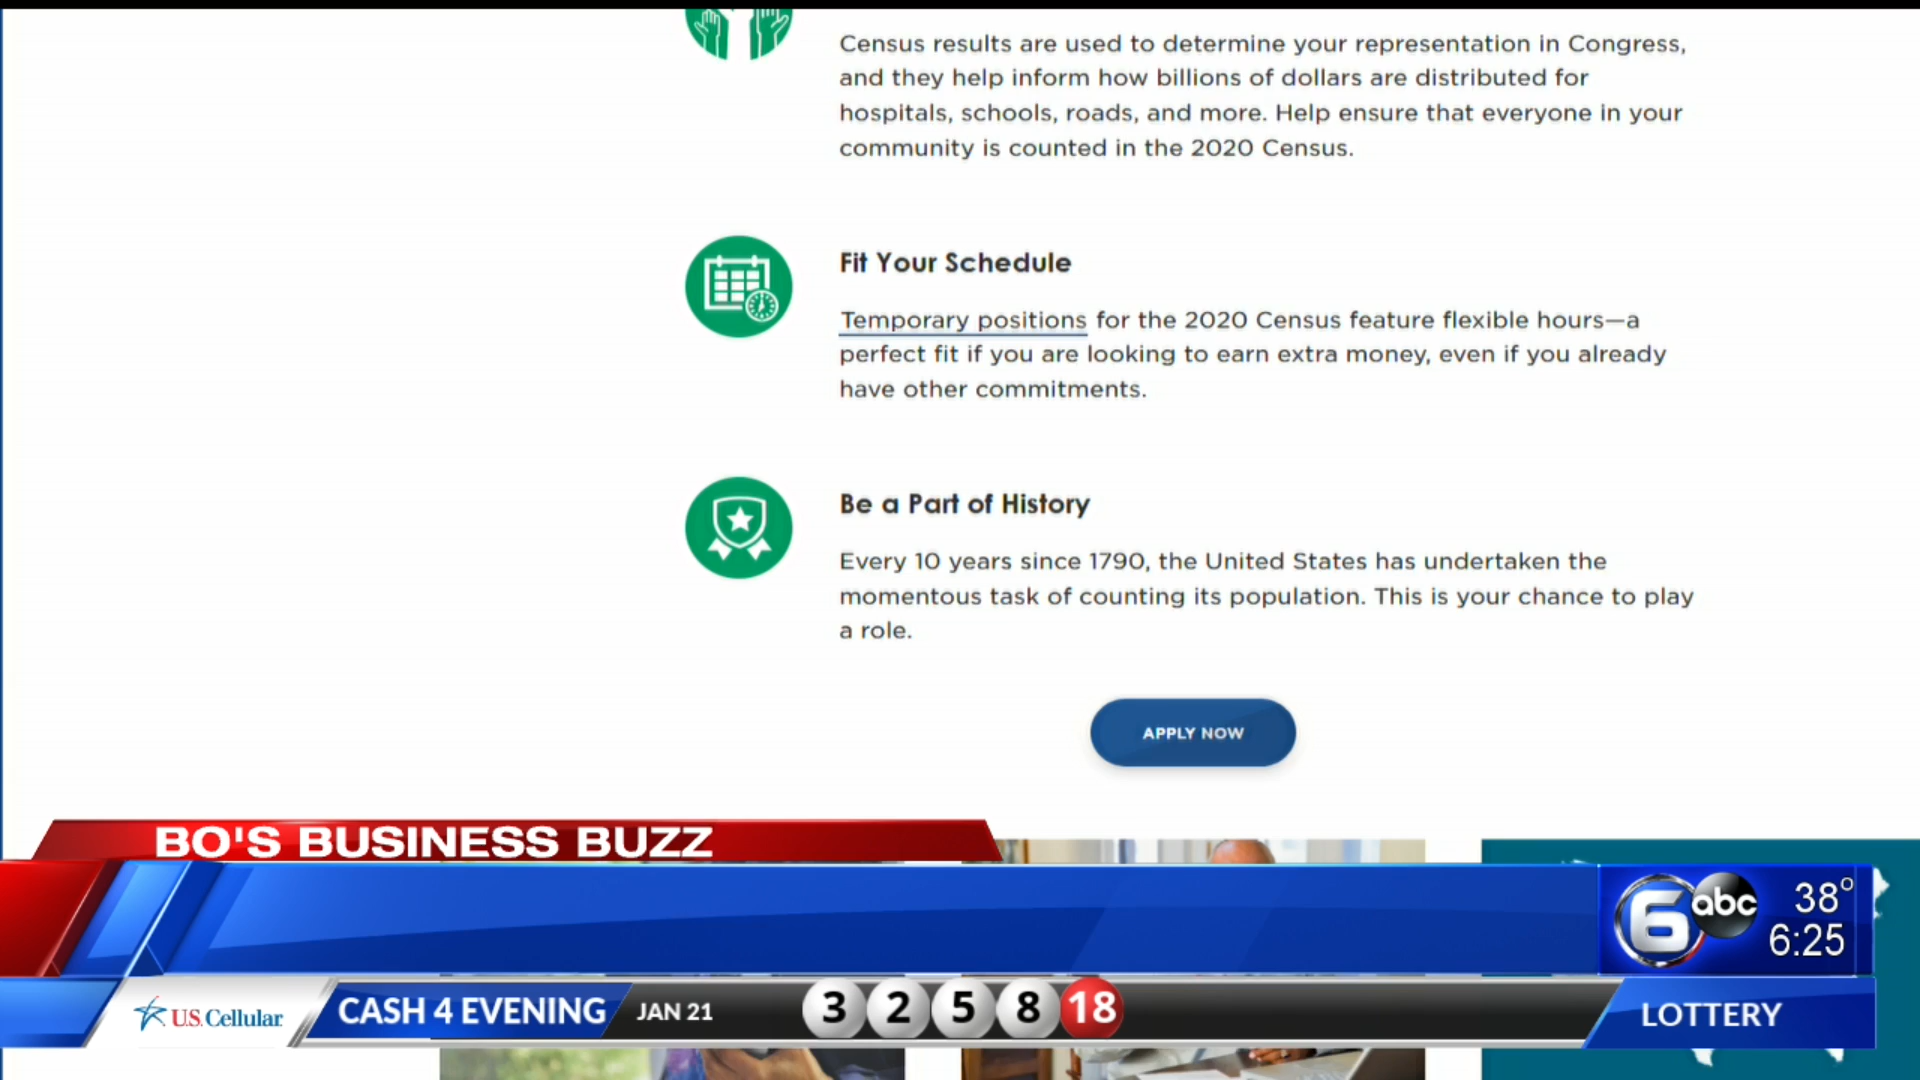 Census results are used to determine your representation in Congress,
and they help inform how billions of dollars are distributed for
hospitals, schools, roads, and more. Help ensure that everyone in your
community is counted in the 2020 Census.
Fit Your Schedule
Temporary positions for the 2020 Census feature flexible hours—a
perfect fit if you are looking to earn extra money, even if you already
have other commitments.
Be a Part of History
Every 10 years since 1790, the United States has undertaken the
momentous task of counting its population. This is your chance to play
a role.
APPLY NOW
BO'S BUSINESS BUZZ
6 abc 38°
6:25
U.S. Cellular CASH 4 EVENING JAN 21 3 2 5 8 18 LOTTERY